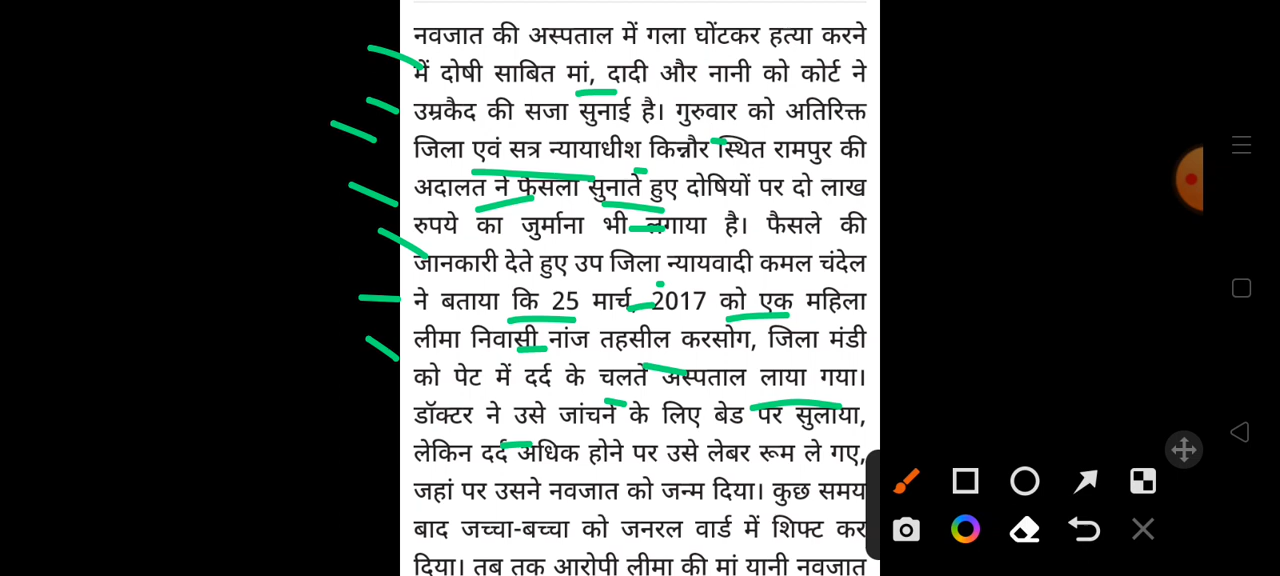 नवजात की अस्पताल में गला घोंटकर हत्या करने
में दोषी साबित मां, दादी और नानी को कोर्ट ने
उम्रकैद की सजा सुनाई है। गुरुवार को अतिरिक्त
जिला एवं सत्र न्यायाधीश किन्नौर स्थित रामपुर की
अदालत ने फैसला सुनाते हुए दोषियों पर दो लाख
रुपये का जुर्माना भी लगाया है। फैसले की
जानकारी देते हुए उप जिला न्यायवादी कमल चंदेल
ने बताया कि 25 मार्च, 2017 को एक महिला
लीमा निवासी नांज तहसील करसोग, जिला मंडी
को पेट में दर्द के चलते अस्पताल लाया गया।
डॉक्टर ने उसे जांचने के लिए बेड पर सुलाया,
लेकिन दर्द अधिक होने पर उसे लेबर रूम ले गए,
जहां पर उसने नवजात को जन्म दिया। कुछ समय
बाद जच्चा-बच्चा को जनरल वार्ड में शिफ्ट कर
दिया। तब तक आरोपी लीमा की मां यानी नवजात